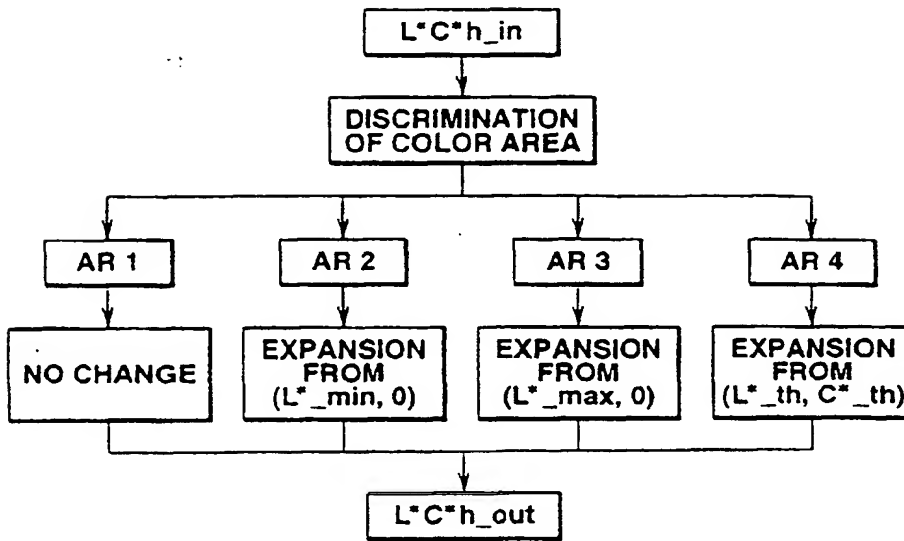 L*C*h_in
DISCRIMINATION
OF COLOR AREA
AR 1
AR 2
AR 3
AR 4
NO CHANGE
EXPANSION
FROM
(L*_min, 0)
EXPANSION
FROM
(L*_max, 0)
EXPANSION
FROM
(L*_th, C*_th)
L*C*h_out